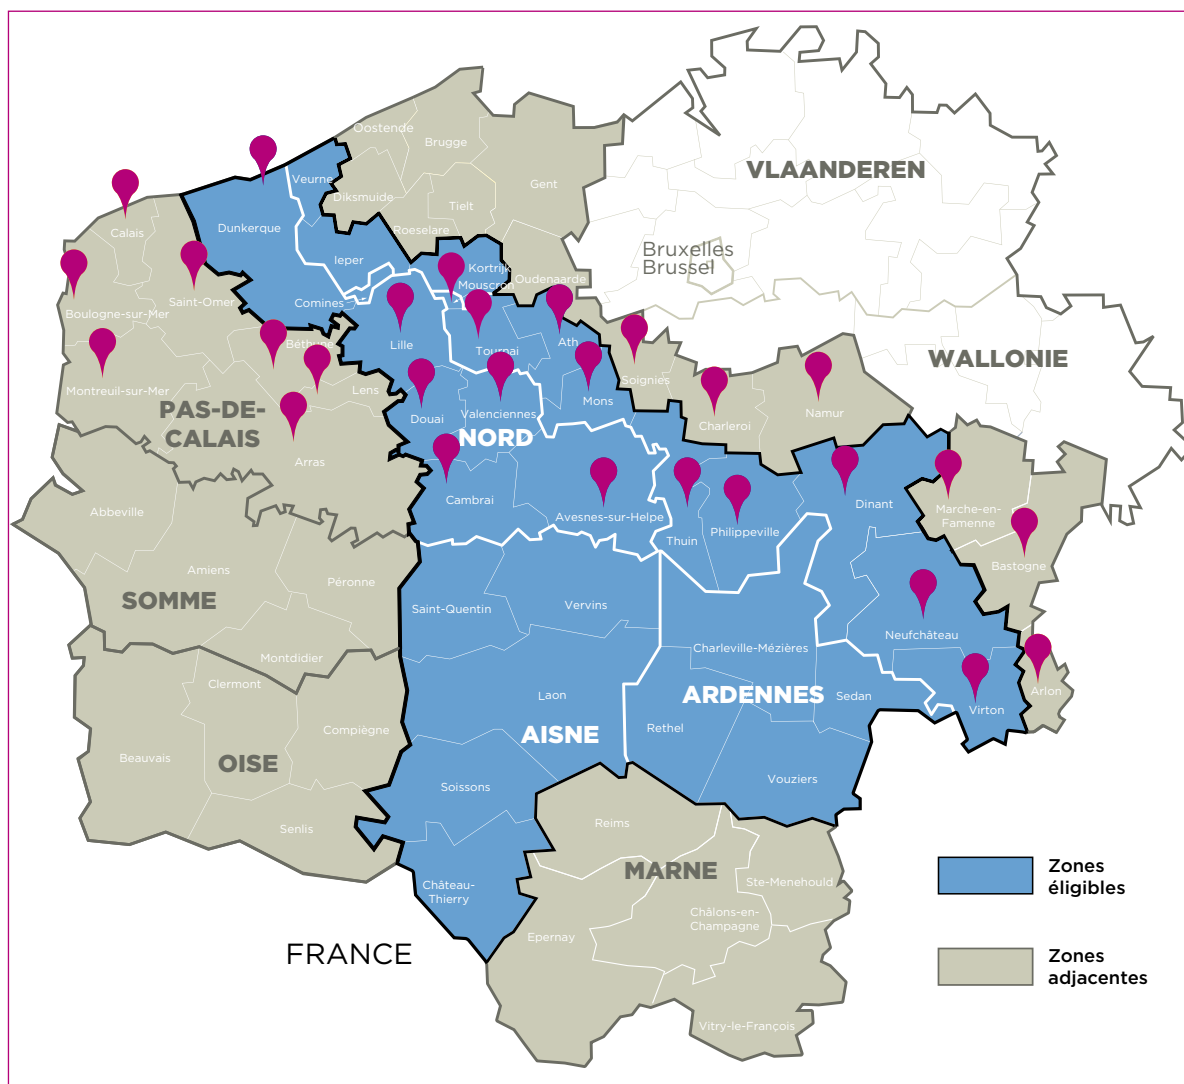 Oostende
Brugge
VLAANDEREN
Veurne
Diksmuide
Gent
Tielt
Dunkerque
Roeselare
Calais
Ieper
Bruxelles
Brussel
Kortrijk
Mouscron
Oudenaarde
Saint-Omer
Comines
Boulogne-sur-Mer
Béthune
Lille
Tournai
Ath
WALLONIE
Soignies
Montreuil-sur-Mer
Lens
Mons
PAS-DE-
CALAIS
Douai
Valenciennes
NORD
Charleroi
Namur
Arras
Cambrai
Avesnes-sur-Helpe
Dinant
Abbeville
Thuin
Philippeville
Marche-en-
Famenne
Amiens
Péronne
Bastogne
SOMME
Saint-Quentin
Vervins
Neufchâteau
Montdidier
Charleville-Mézières
Clermont
Laon
ARDENNES
Sedan
Arlon
Virton
Compiègne
AISNE
Rethel
Beauvais
OISE
Soissons
Vouziers
Senlis
Reims
MARNE
Château-
Thierry
Ste-Menehould
Châlons-en-
Champagne
Epernay
FRANCE
Vitry-le-François
Zones
éligibles
Zones
adjacentes